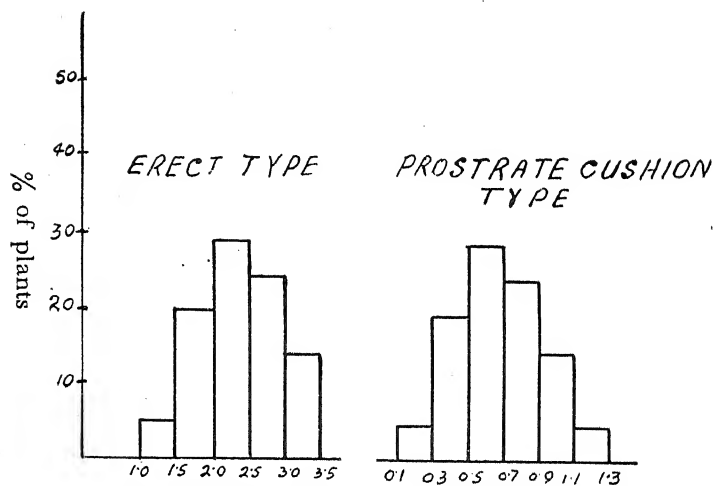 50
40
ERECT TYPE
PROSTRATE CUSHION
TYPE
30
% of plants
20
10
1·0 1·5 2·0 2·5 3·0 3·5
0·1 0·3 0·5 0·7 0·9 1·1 1·3